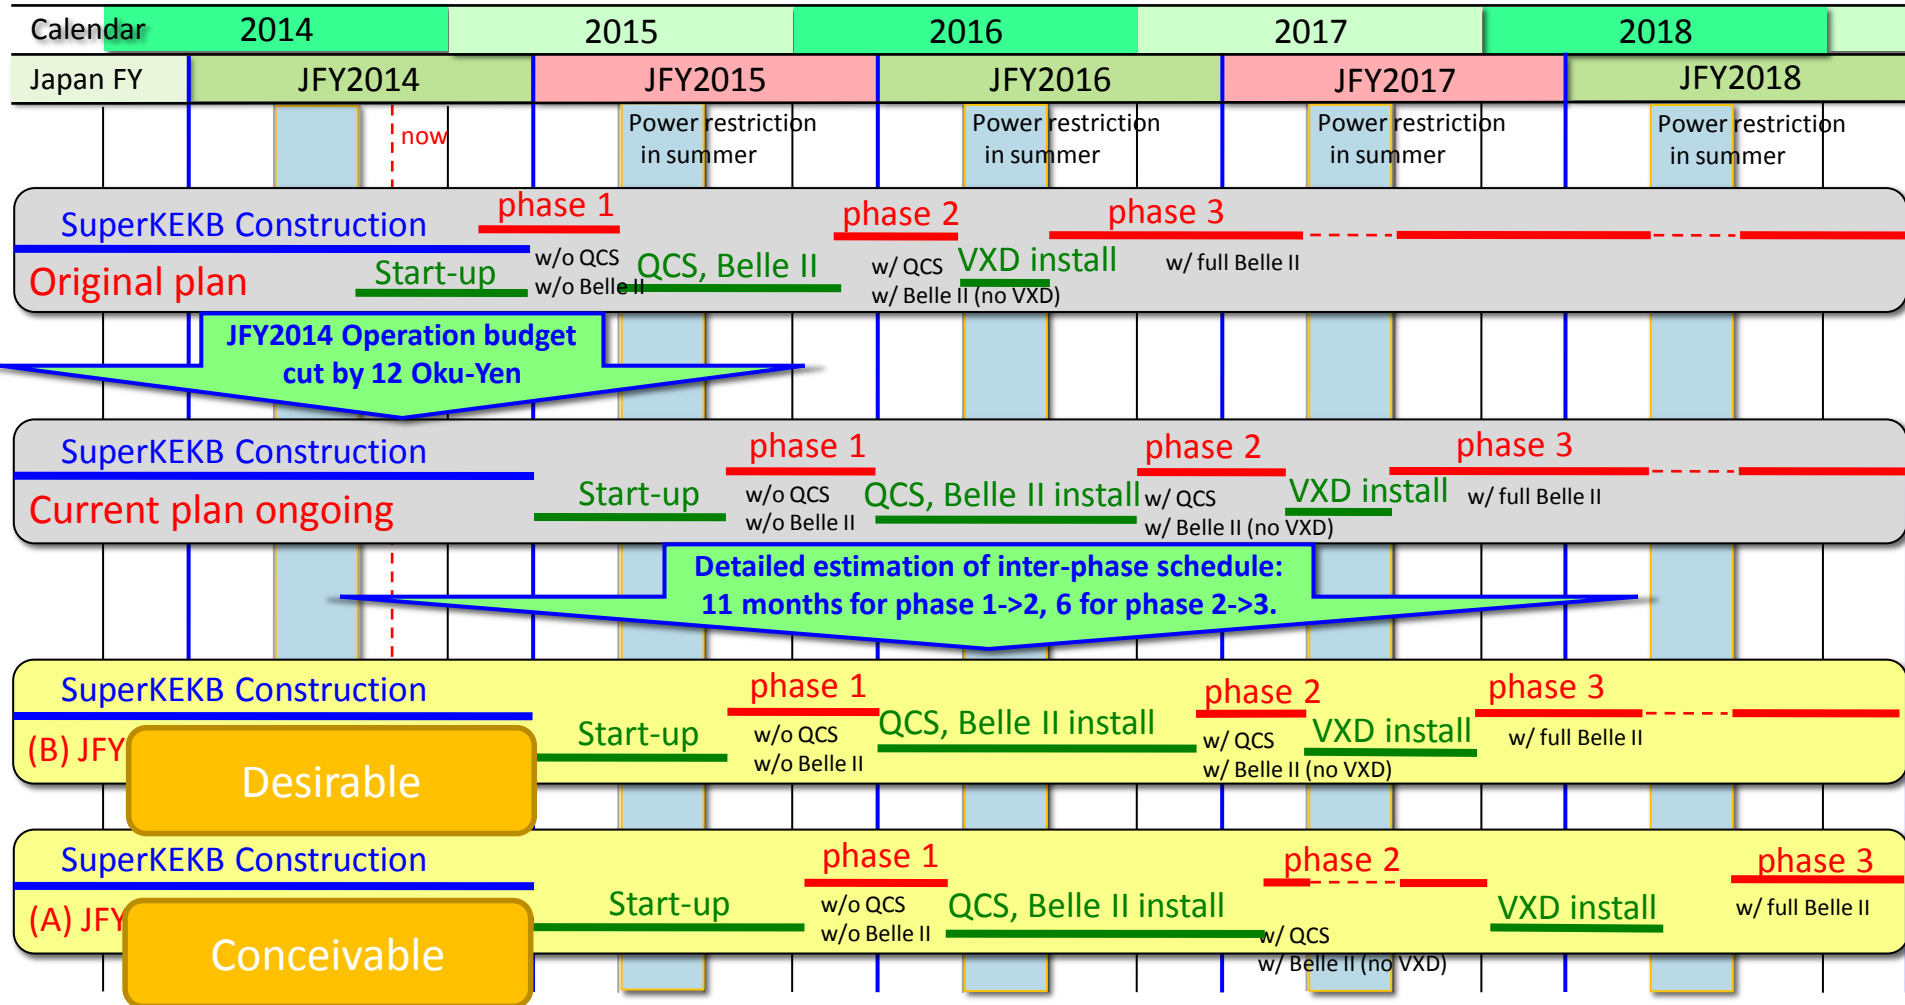 Calendar 2014 2015 2016 2017 2018
Japan FY JFY2014 JFY2015 JFY2016 JFY2017 JFY2018
now
Power restriction
in summer
Power restriction
in summer
Power restriction
in summer
Power restriction
in summer
SuperKEKB Construction
phase 1
phase 2
phase 3
Original plan
Start-up
w/o QCS
w/o Belle II
QCS, Belle II
w/ QCS
w/ Belle II (no VXD)
VXD install
w/ full Belle II
JFY2014 Operation budget
cut by 12 Oku-Yen
SuperKEKB Construction
phase 1
phase 2
phase 3
Current plan ongoing
Start-up
w/o QCS
w/o Belle II
QCS, Belle II install
w/ QCS
w/ Belle II (no VXD)
VXD install
w/ full Belle II
Detailed estimation of inter-phase schedule:
11 months for phase 1->2, 6 for phase 2->3.
SuperKEKB Construction
phase 1
phase 2
phase 3
(B) JFY
Desirable
Start-up
w/o QCS
w/o Belle II
QCS, Belle II install
w/ QCS
w/ Belle II (no VXD)
VXD install
w/ full Belle II
SuperKEKB Construction
phase 1
phase 2
phase 3
(A) JFY
Conceivable
Start-up
w/o QCS
w/o Belle II
QCS, Belle II install
w/ QCS
w/ Belle II (no VXD)
VXD install
w/ full Belle II